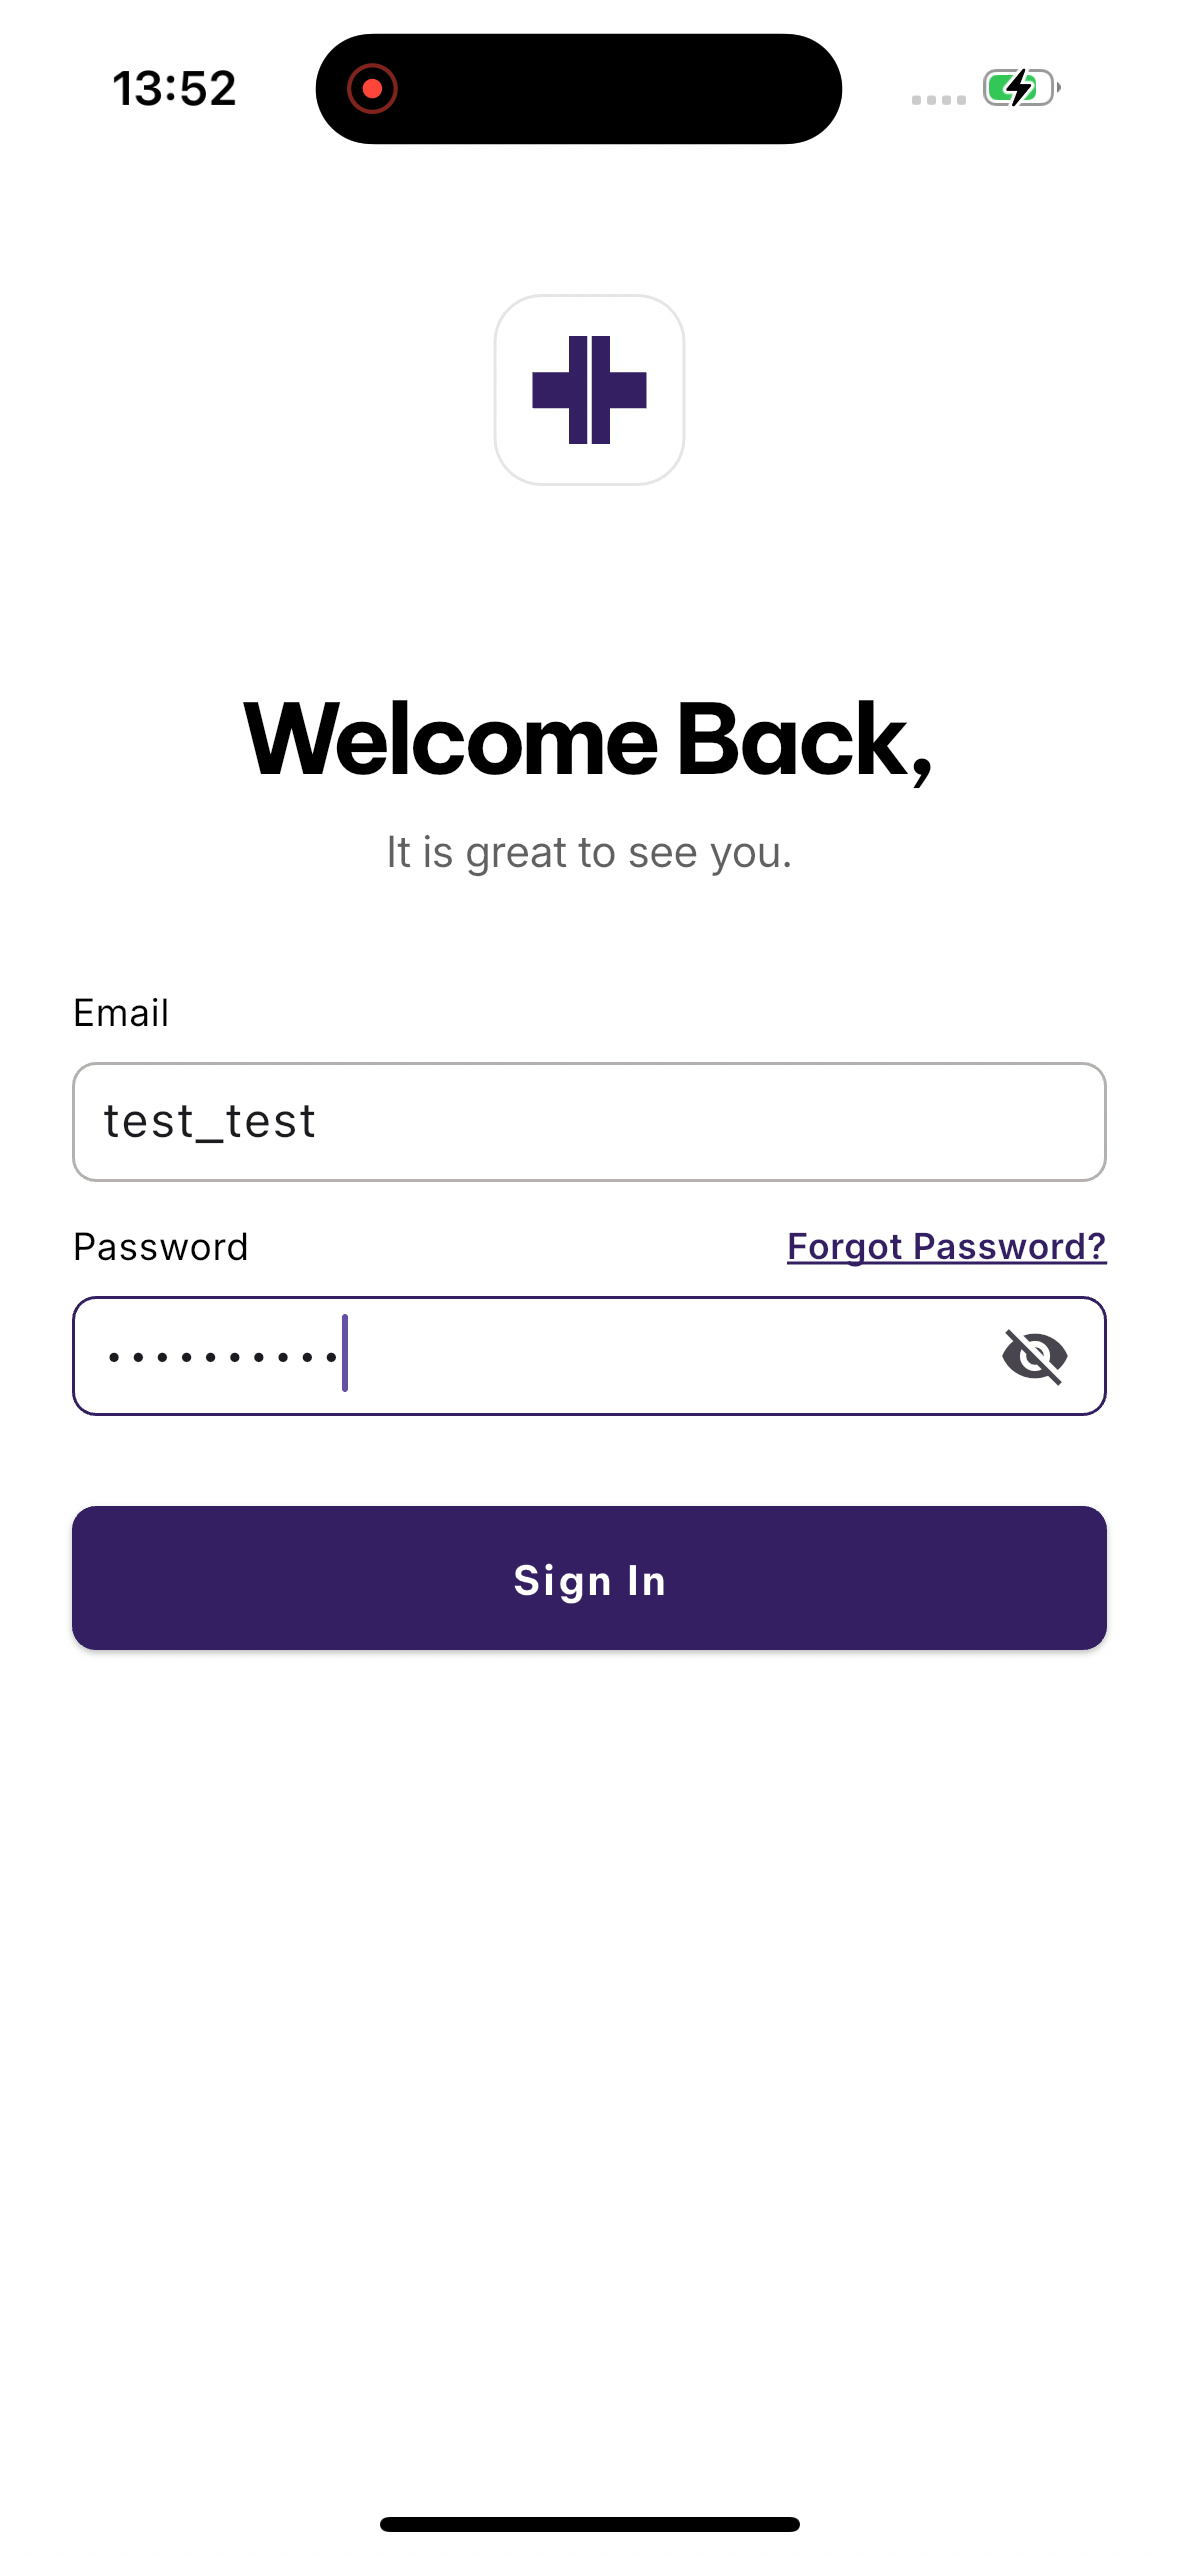 13:52
Welcome Back,
It is great to see you.
Email
test_test
Password
Forgot Password?
••••••••••
Sign In